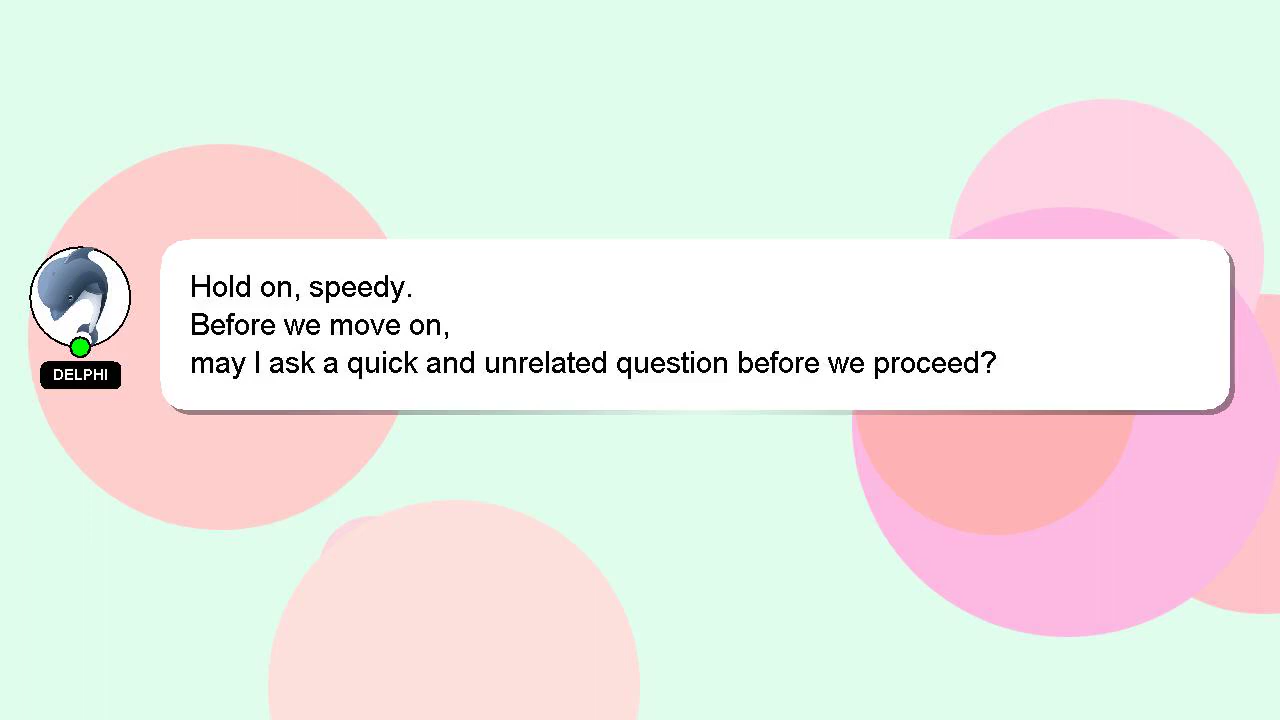 Hold on, speedy.
Before we move on,
may I ask a quick and unrelated question before we proceed?
DELPHI